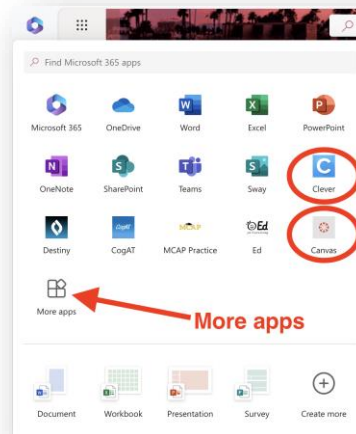 Find Microsoft 365 apps
Microsoft 365 OneDrive Word Excel PowerPoint
OneNote SharePoint Teams Sway Clever
Destiny CogAT MCAP Practice Ed Canvas
More apps
More apps
Document Workbook Presentation Survey Create more